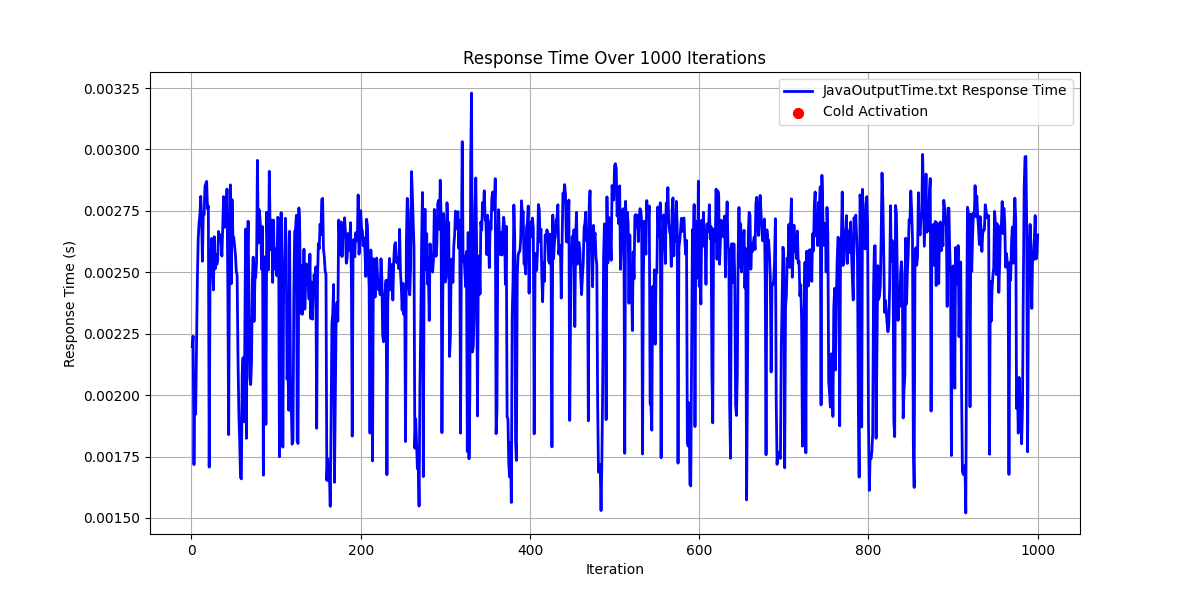 Response Time Over 1000 Iterations
JavaOutputTime.txt Response Time
Cold Activation
Response Time (s)
0.00325
0.00300
0.00275
0.00250
0.00225
0.00200
0.00175
0.00150
0 200 400 600 800 1000
Iteration